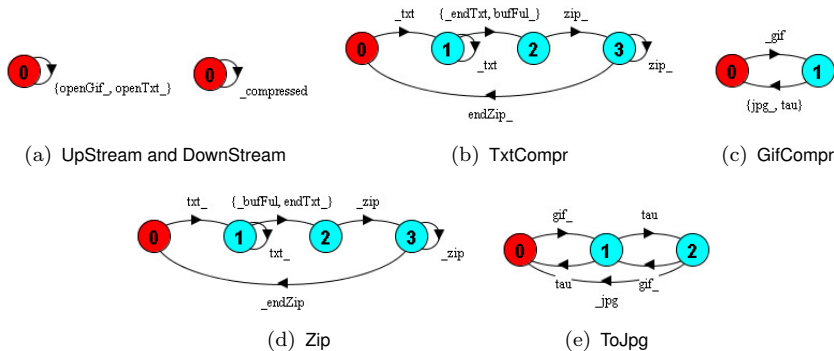 _txt {_endTxt, bufFul_} zip_
0 1 2 3
_txt zip_
endZip_
0 0
{openGif_, openTxt_} _compressed
_gif
0 1
{jpg_, tau}
(a) UpStream and DownStream
(b) TxtCompr
(c) GifCompr
txt_ {_bufFul, endTxt_} _zip
0 1 2 3
txt_ _zip
_endZip
gif_ tau
0 1 2
tau gif_
_jpg
(d) Zip
(e) ToJpg